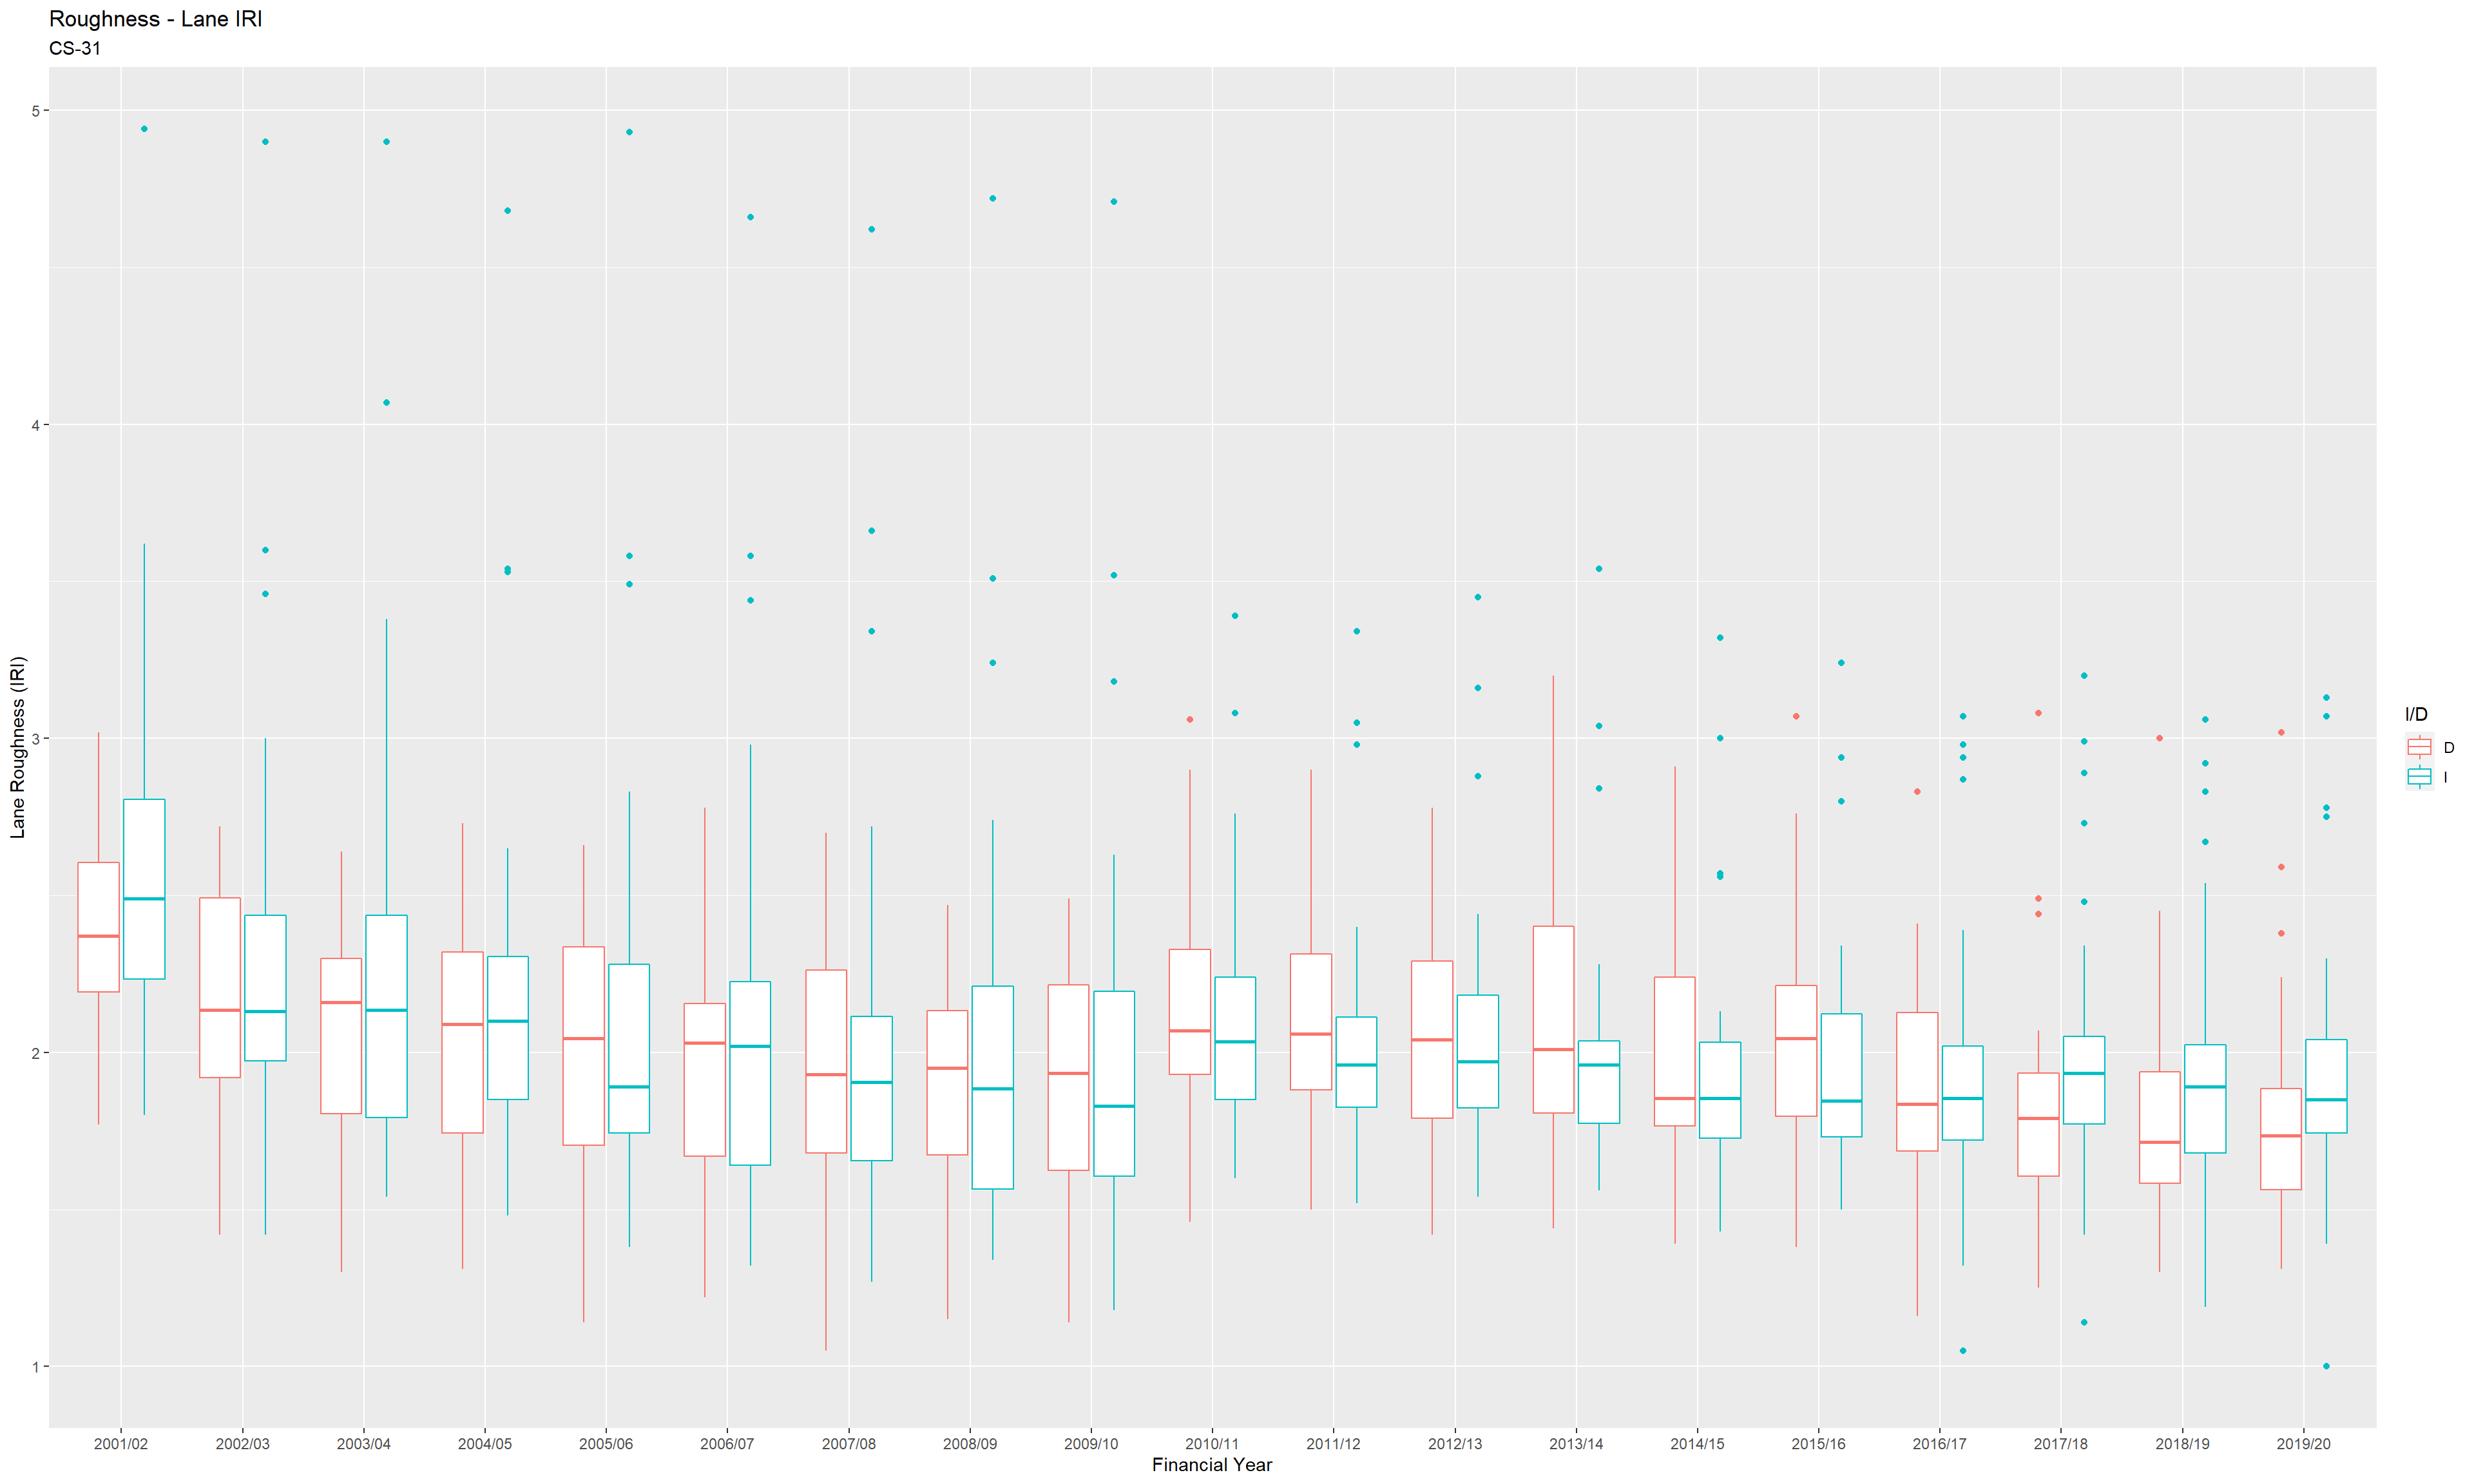 Roughness - Lane IRI
CS-31
5
4
3
2
1
Lane Roughness (IRI)
2001/02 2002/03 2003/04 2004/05 2005/06 2006/07 2007/08 2008/09 2009/10 2010/11 2011/12 2012/13 2013/14 2014/15 2015/16 2016/17 2017/18 2018/19 2019/20
Financial Year
I/D
D
I